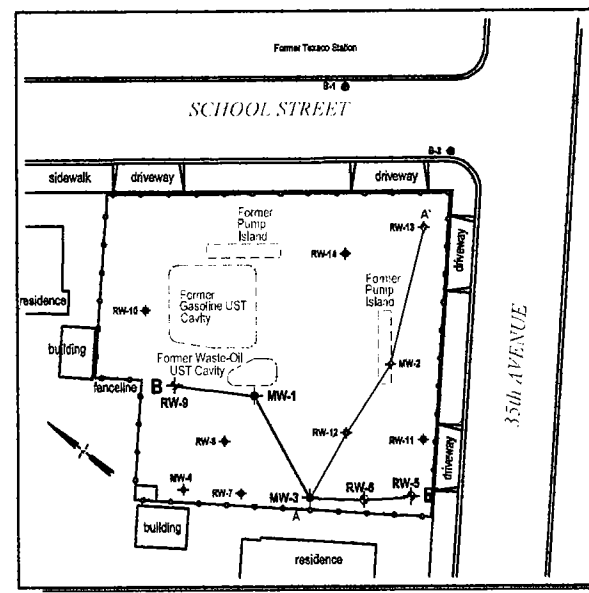 Former Texaco Station
B-1
SCHOOL STREET
B-2
sidewalk
driveway
driveway
Former
Pump
Island
A'
RW-13
RW-14
driveway
Former
Pump
Island
residence
RW-10
Former
Gasoline UST
Cavity
building
Former Waste-Oil
UST Cavity
MW-2
35th AVENUE
fenceline
B
RW-9
MW-1
RW-12
RW-11
RW-8
driveway
MW-4
RW-7
MW-3
A
RW-6
RW-5
B'
building
residence